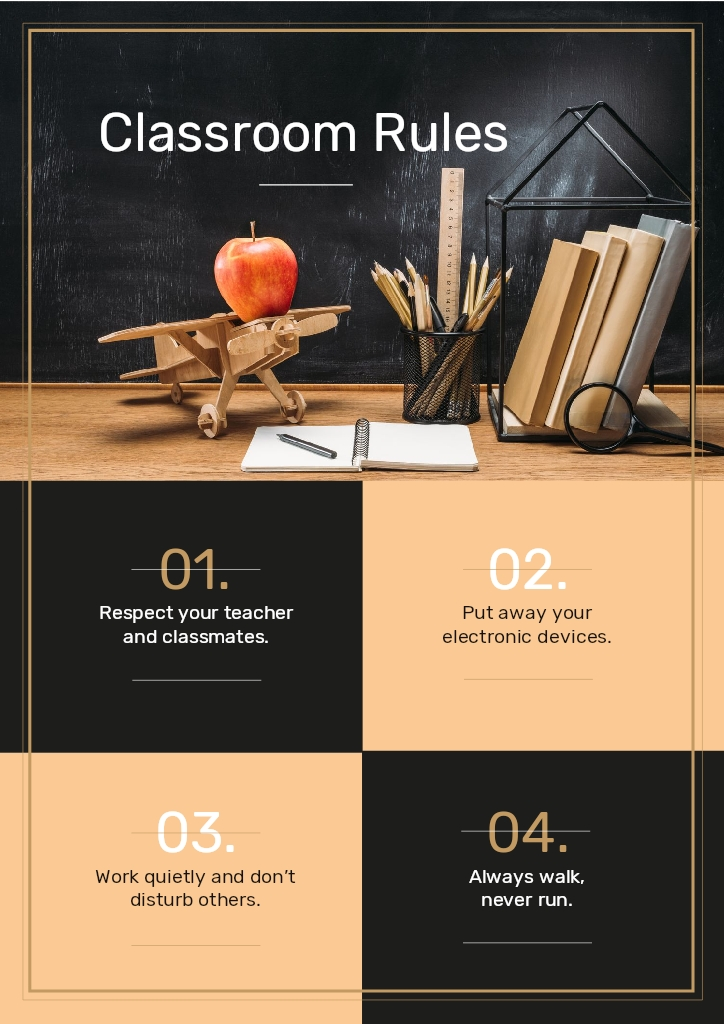 Classroom Rules
01.
Respect your teacher
and classmates.
02.
Put away your
electronic devices.
03.
Work quietly and don’t
disturb others.
04.
Always walk,
never run.